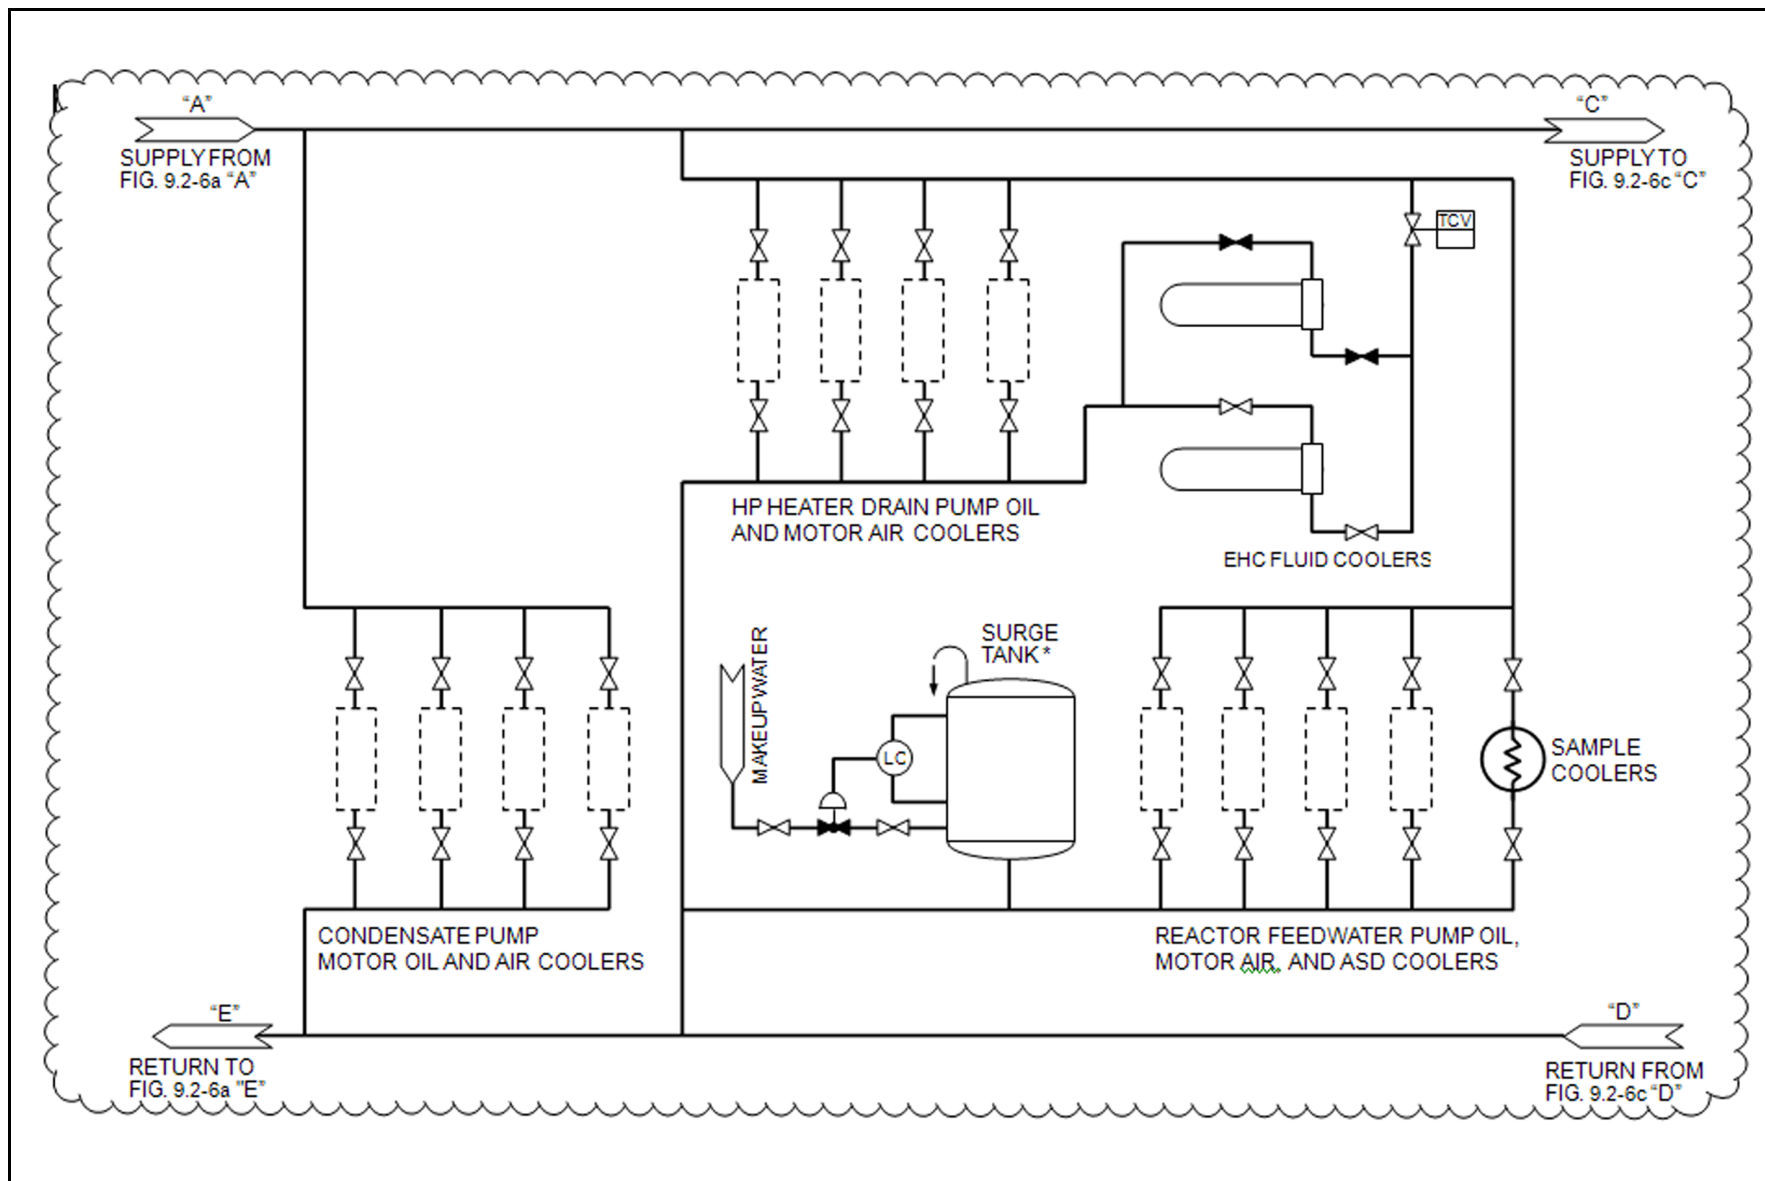 “A”
SUPPLY FROM
FIG. 9.2-6a “A”
“C”
SUPPLY TO
FIG. 9.2-6c “C”
TCV
HP HEATER DRAIN PUMP OIL
AND MOTOR AIR COOLERS
EHC FLUID COOLERS
MAKEUP WATER
SURGE
TANK *
LC
SAMPLE
COOLERS
CONDENSATE PUMP
MOTOR OIL AND AIR COOLERS
REACTOR FEEDWATER PUMP OIL,
MOTOR AIR, AND ASD COOLERS
“E”
RETURN TO
FIG. 9.2-6a "E”
“D”
RETURN FROM
FIG. 9.2-6c “D”